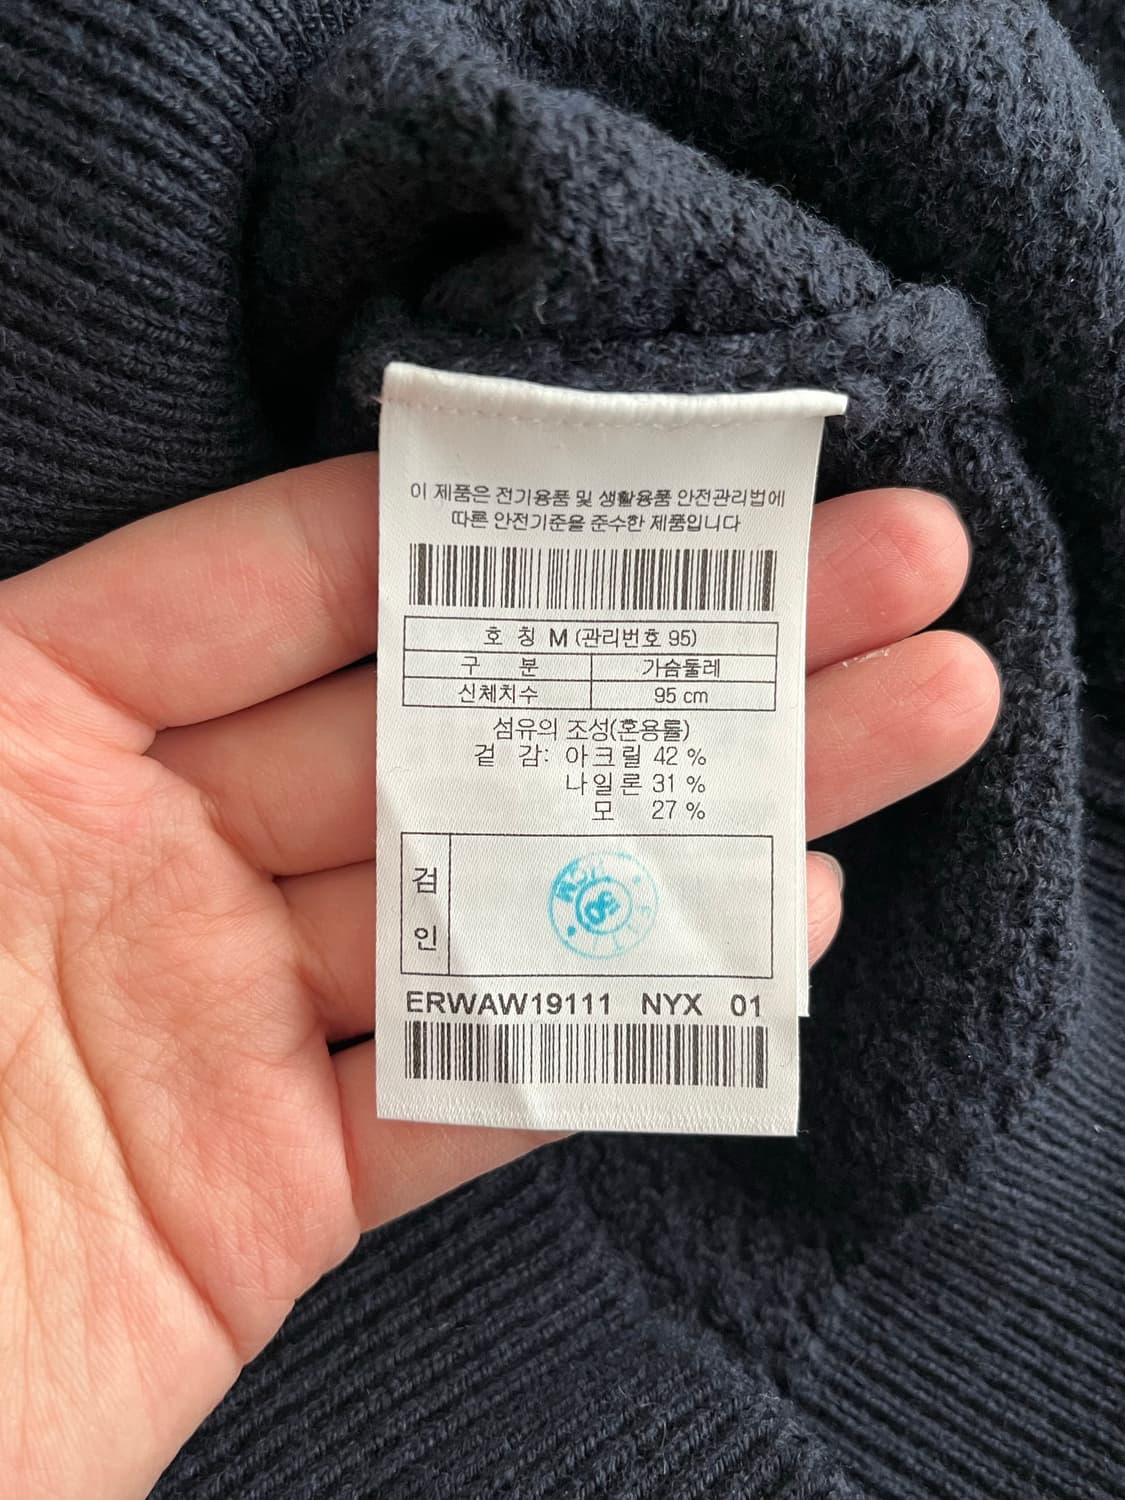 이 제품은 전기용품 및 생활용품 안전관리법에
따른 안전기준을 준수한 제품입니다
호 칭 M (관리번호 95)
구 분 가슴둘레
신체치수 95 cm
섬유의 조성(혼용률)
겉 감: 아크릴 42 %
나일론 31 %
모 27 %
검
인
ERWAW19111 NYX 01